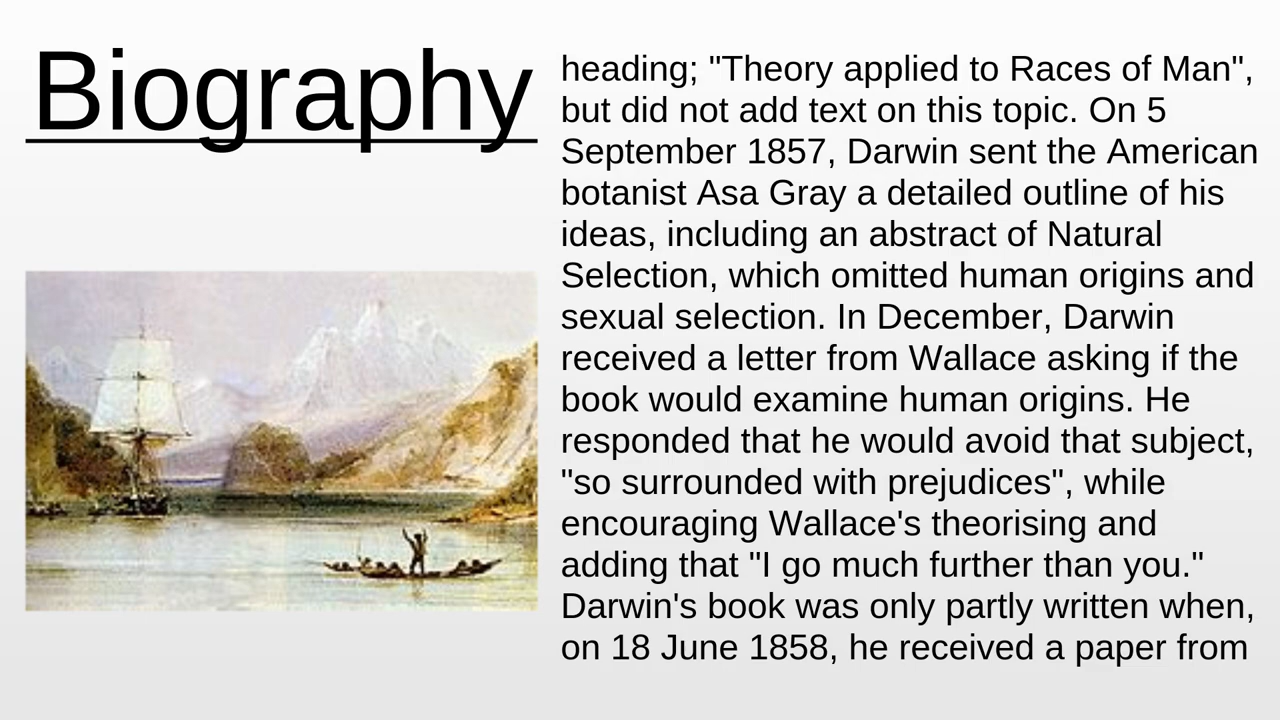 Biography
heading; "Theory applied to Races of Man",
but did not add text on this topic. On 5
September 1857, Darwin sent the American
botanist Asa Gray a detailed outline of his
ideas, including an abstract of Natural
Selection, which omitted human origins and
sexual selection. In December, Darwin
received a letter from Wallace asking if the
book would examine human origins. He
responded that he would avoid that subject,
"so surrounded with prejudices", while
encouraging Wallace's theorising and
adding that "I go much further than you."
Darwin's book was only partly written when,
on 18 June 1858, he received a paper from